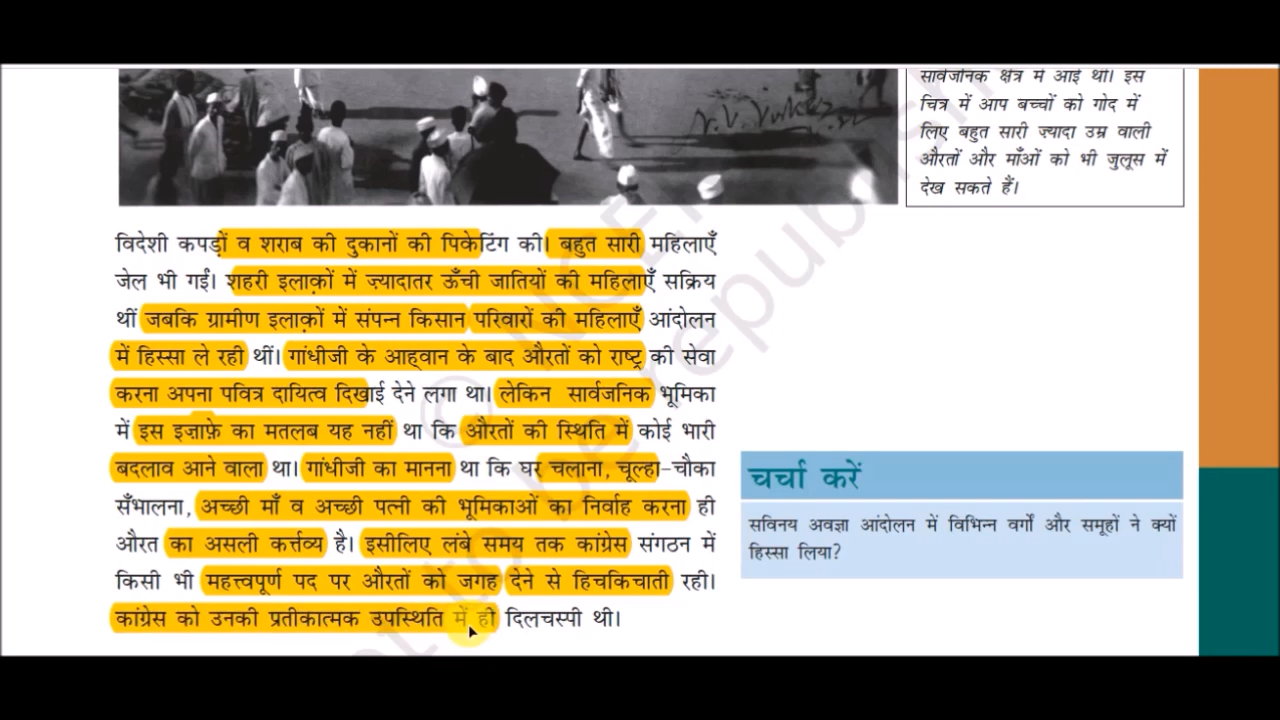 सार्वजनिक क्षेत्र में आई थीं। इस
चित्र में आप बच्चों को गोद में
लिए बहुत सारी ज्यादा उम्र वाली
औरतों और माँओं को भी जुलूस में
देख सकते हैं।
विदेशी कपड़ों व शराब की दुकानों की पिकेटिंग की। बहुत सारी महिलाएँ
जेल भी गईं। शहरी इलाक़ों में ज़्यादातर ऊँची जातियों की महिलाएँ सक्रिय
थीं जबकि ग्रामीण इलाक़ों में संपन्न किसान परिवारों की महिलाएँ आंदोलन
में हिस्सा ले रही थीं। गांधीजी के आह्वान के बाद औरतों को राष्ट्र की सेवा
करना अपना पवित्र दायित्व दिखाई देने लगा था। लेकिन सार्वजनिक भूमिका
में इस इज़ाफ़े का मतलब यह नहीं था कि औरतों की स्थिति में कोई भारी
बदलाव आने वाला था। गांधीजी का मानना था कि घर चलाना, चूल्हा-चौका
सँभालना, अच्छी माँ व अच्छी पत्नी की भूमिकाओं का निर्वाह करना ही
औरत का असली कर्त्तव्य है। इसीलिए लंबे समय तक कांग्रेस संगठन में
किसी भी महत्त्वपूर्ण पद पर औरतों को जगह देने से हिचकिचाती रही।
कांग्रेस को उनकी प्रतीकात्मक उपस्थिति में ही दिलचस्पी थी।
चर्चा करें
सविनय अवज्ञा आंदोलन में विभिन्न वर्गों और समूहों ने क्यों
हिस्सा लिया?